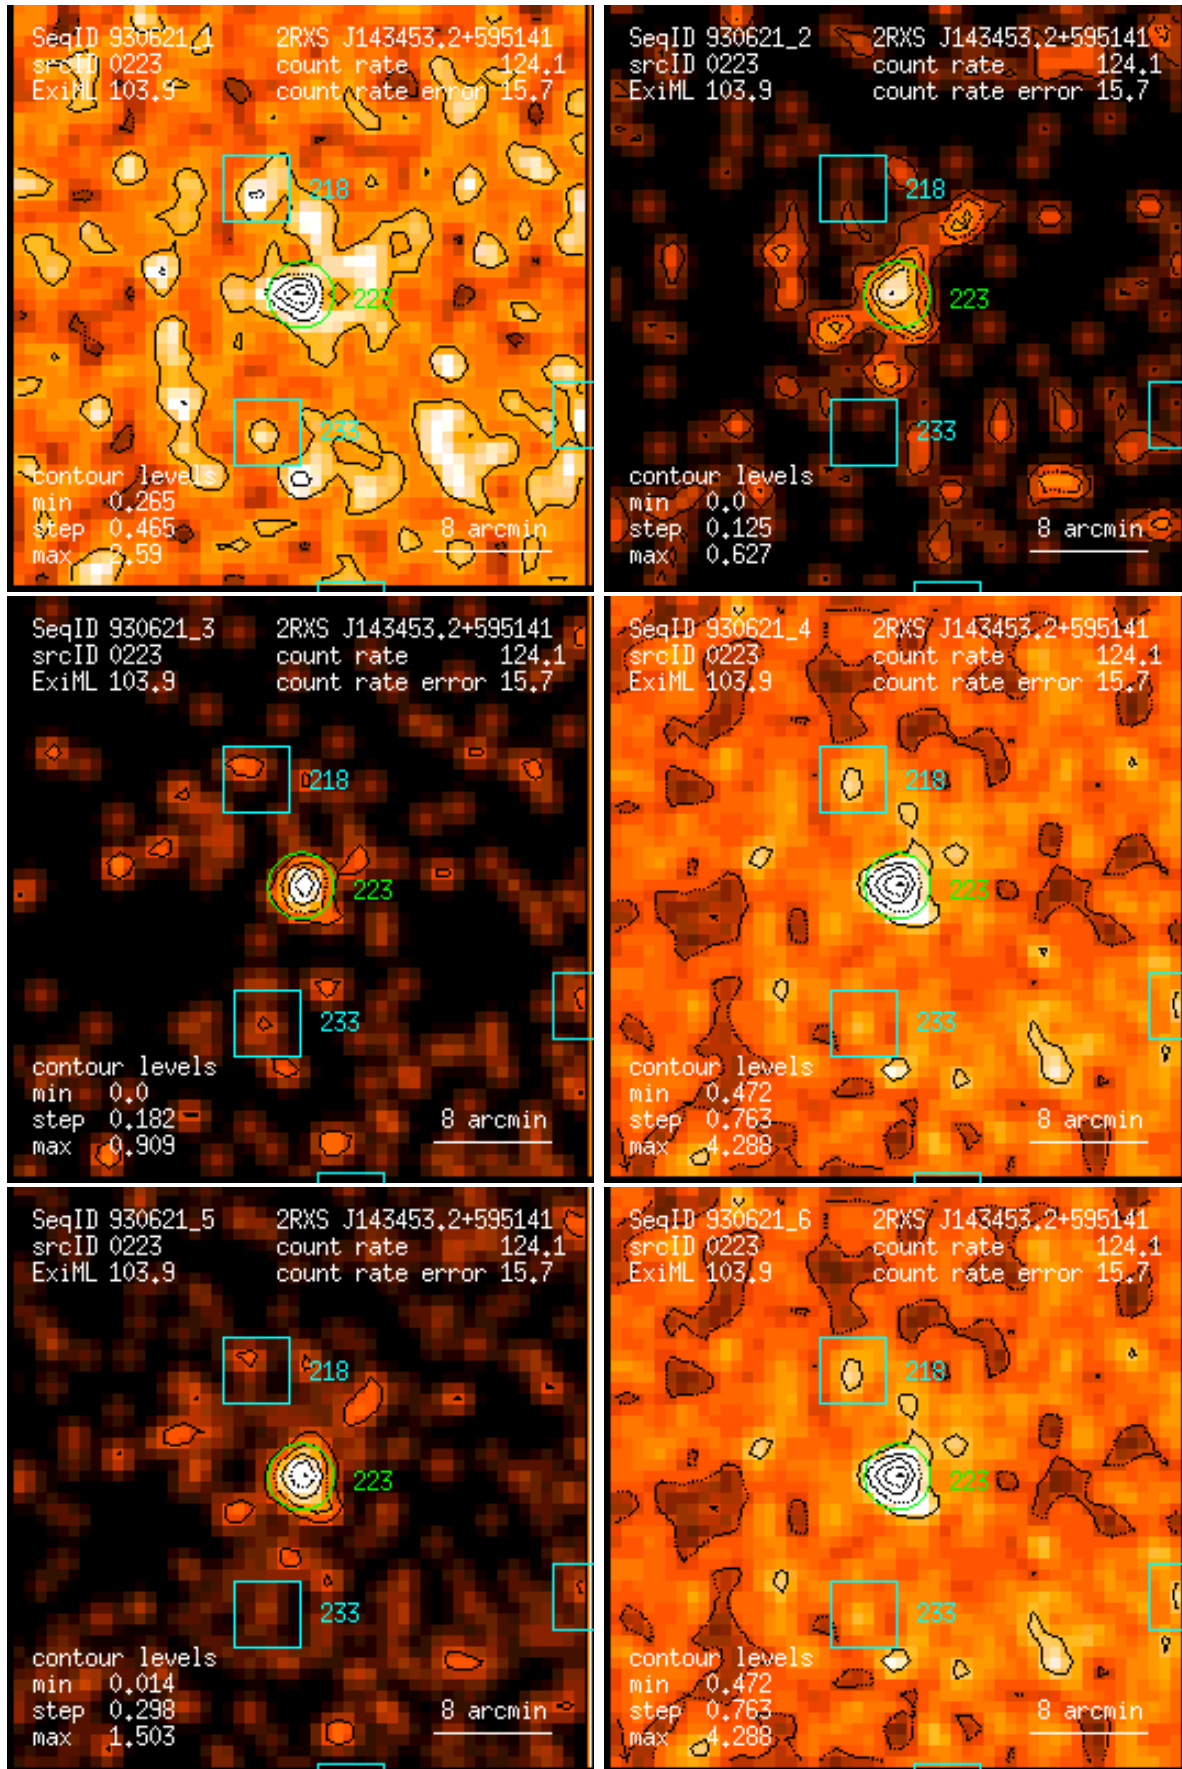 SeqID 930621_1 2RXS J143453.2+595141
srcID 0223 count rate 124.1
ExiML 103.9 count rate error 15.7
218
223
233
contour levels
min 0.265
step 0.465 8 arcmin
max 2.59
SeqID 930621_2 2RXS J143453.2+595141
srcID 0223 count rate 124.1
ExiML 103.9 count rate error 15.7
218
223
233
contour levels
min 0.0
step 0.125 8 arcmin
max 0.627
SeqID 930621_3 2RXS J143453.2+595141
srcID 0223 count rate 124.1
ExiML 103.9 count rate error 15.7
218
223
233
contour levels
min 0.0
step 0.182 8 arcmin
max 0.909
SeqID 930621_4 2RXS J143453.2+595141
srcID 0223 count rate 124.1
ExiML 103.9 count rate error 15.7
218
223
233
contour levels
min 0.472
step 0.763 8 arcmin
max 4.288
SeqID 930621_5 2RXS J143453.2+595141
srcID 0223 count rate 124.1
ExiML 103.9 count rate error 15.7
218
223
233
contour levels
min 0.014
step 0.298 8 arcmin
max 1.503
SeqID 930621_6 2RXS J143453.2+595141
srcID 0223 count rate 124.1
ExiML 103.9 count rate error 15.7
218
223
233
contour levels
min 0.472
step 0.763 8 arcmin
max 4.288